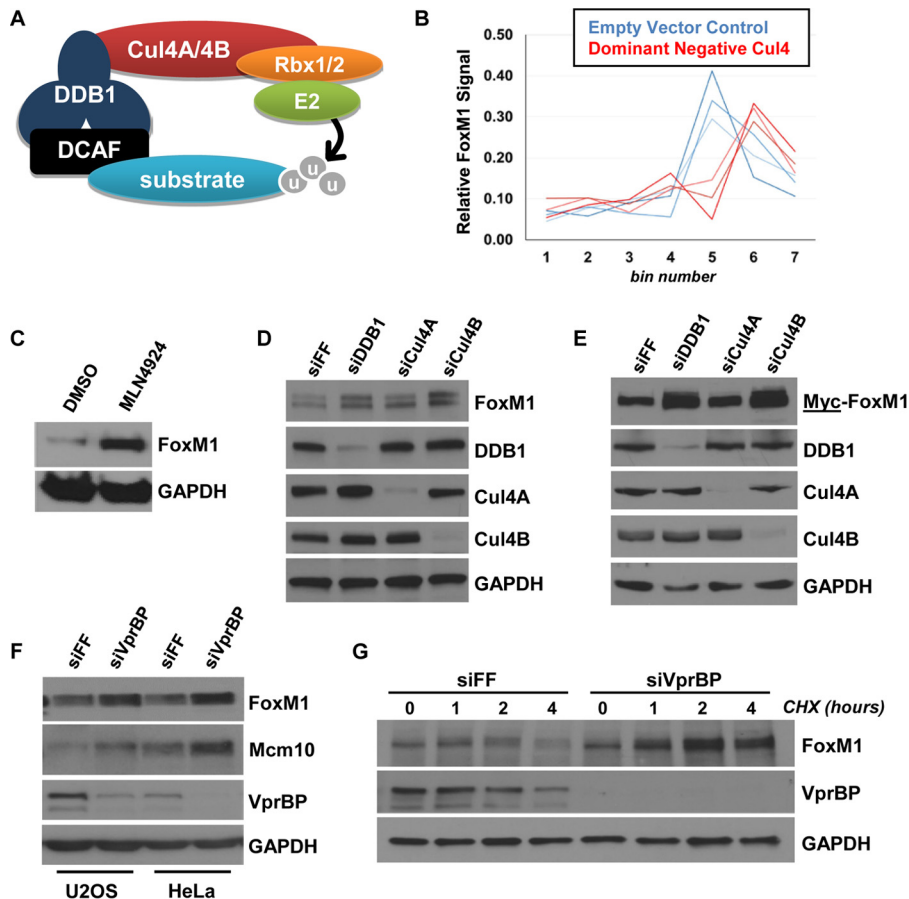 A
Cul4A/4B
Rbx1/2
DDB1
E2
DCAF
substrate
u
u
u
B
Empty Vector Control
Dominant Negative Cul4
Relative FoxM1 Signal
0.50
0.40
0.30
0.20
0.10
0.00
1 2 3 4 5 6 7
bin number
C
DMSO
MLN4924
FoxM1
GAPDH
D
siFF
siDDB1
siCul4A
siCul4B
FoxM1
DDB1
Cul4A
Cul4B
GAPDH
E
siFF
siDDB1
siCul4A
siCul4B
Myc-FoxM1
DDB1
Cul4A
Cul4B
GAPDH
F
siFF
siVprBP
siFF
siVprBP
FoxM1
Mcm10
VprBP
GAPDH
U2OS HeLa
G
siFF siVprBP
0 1 2 4 0 1 2 4 CHX (hours)
FoxM1
VprBP
GAPDH